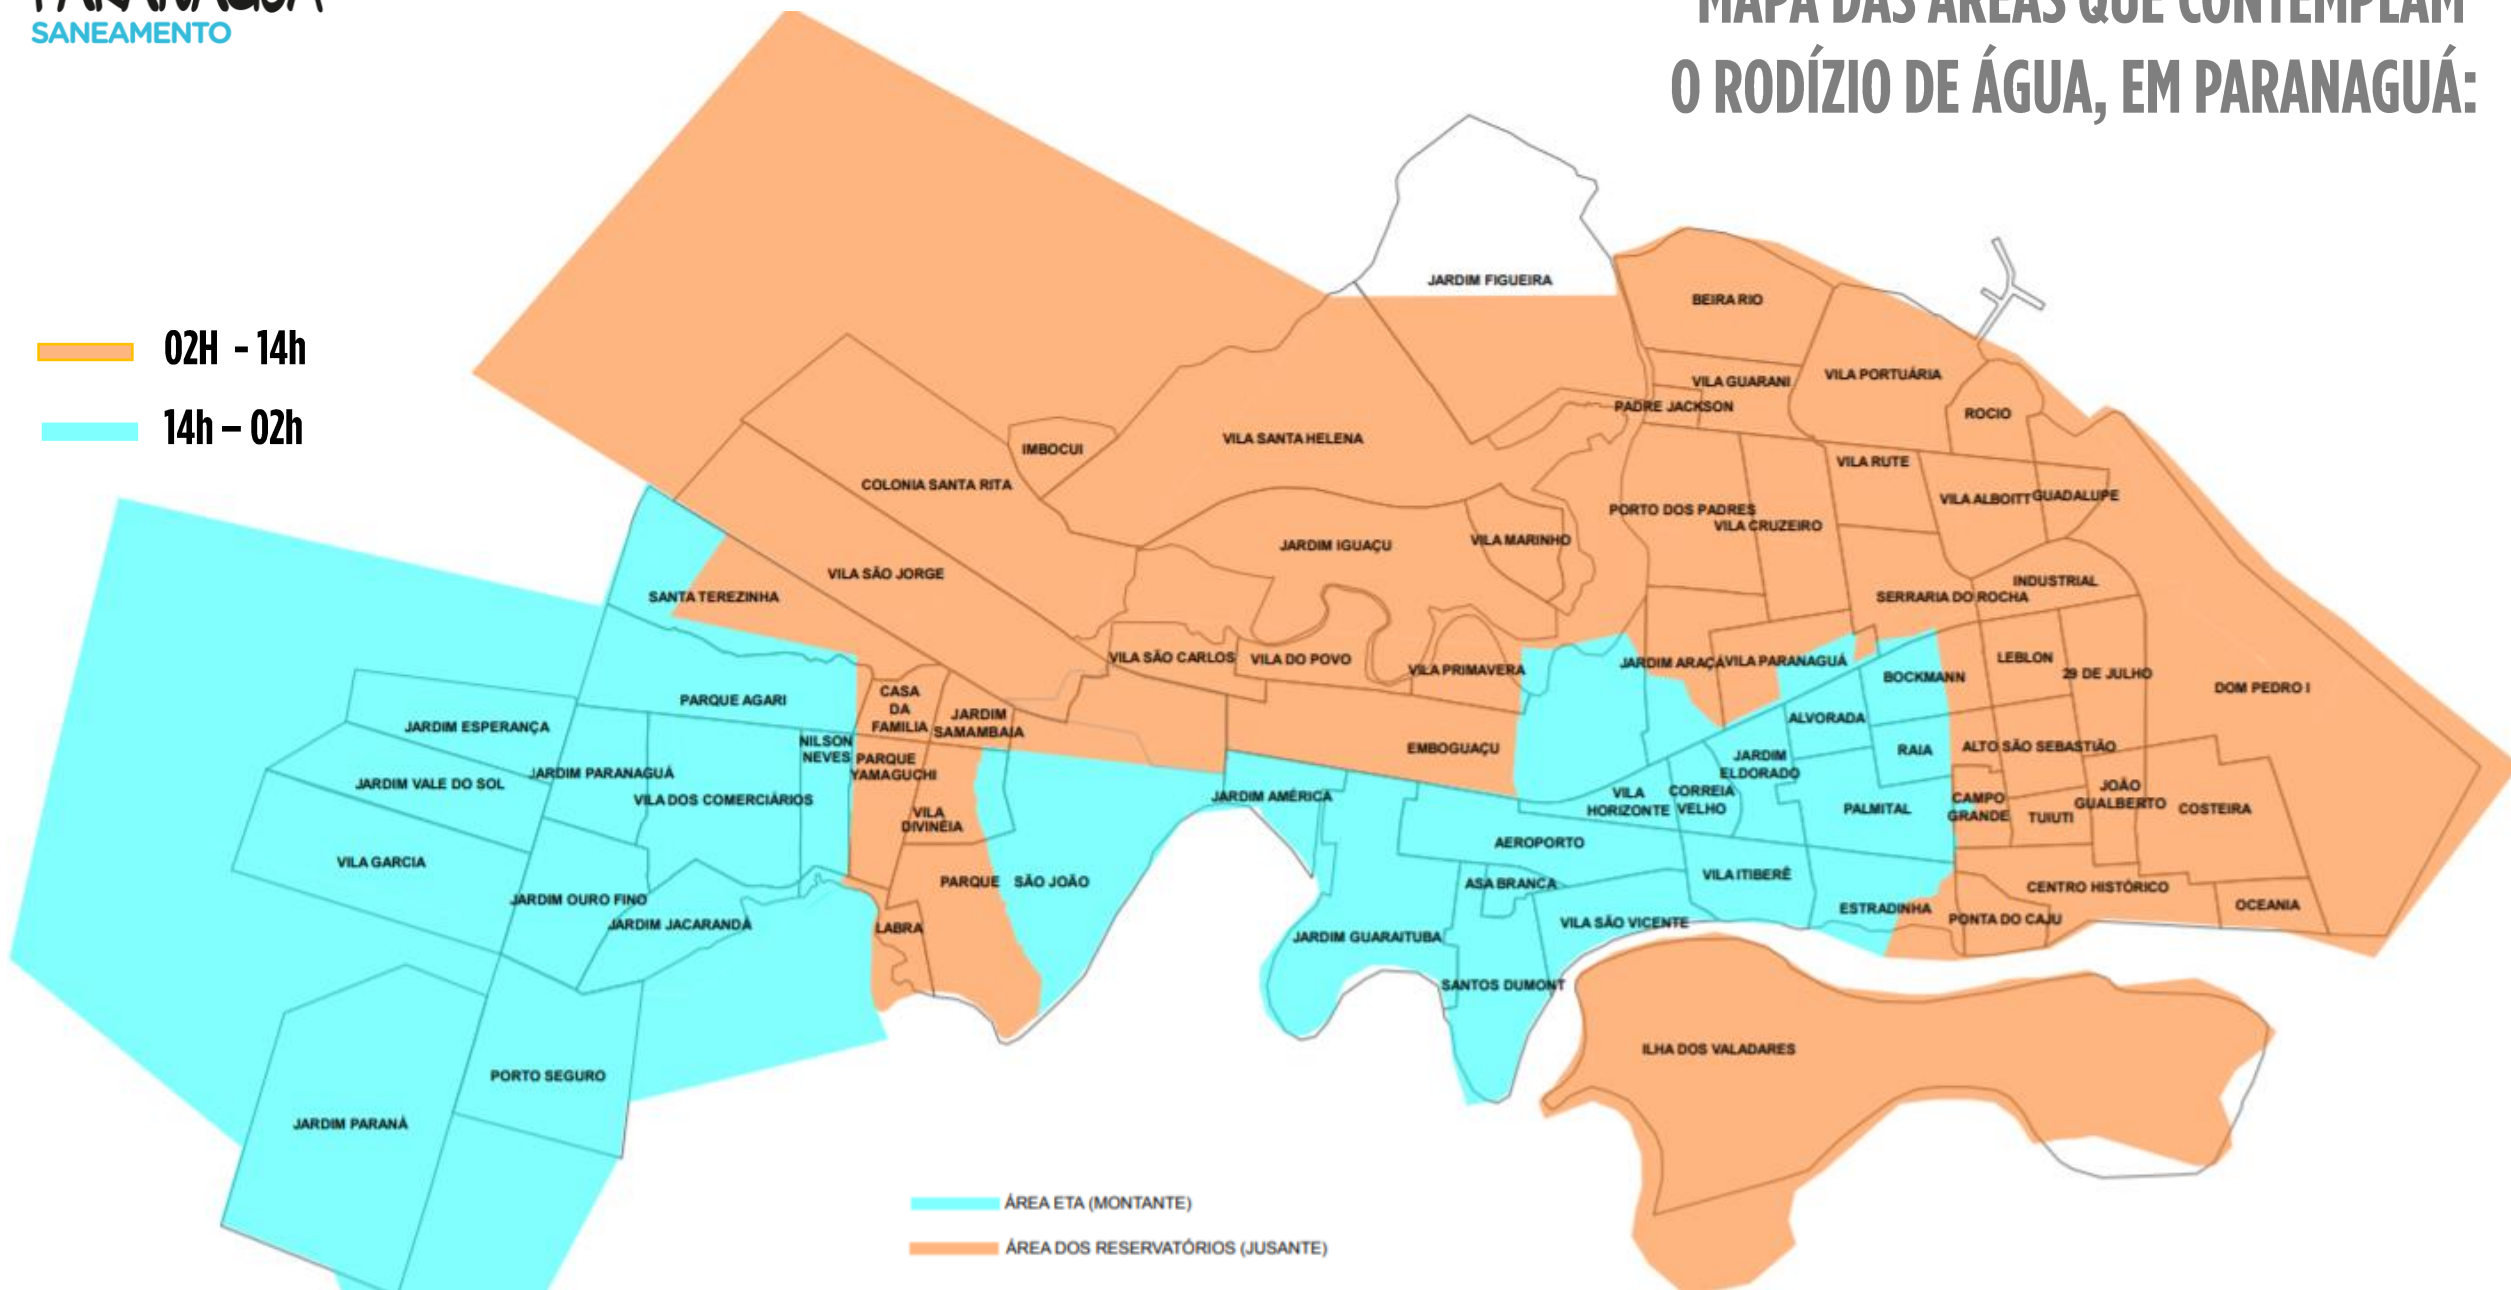 PARANAGUÁ
SANEAMENTO
MAPA DAS ÁREAS QUE CONTEMPLAM
O RODÍZIO DE ÁGUA, EM PARANAGUÁ:
02H - 14h
14h – 02h
JARDIM FIGUEIRA
BEIRA RIO
VILA GUARANI
VILA PORTUÁRIA
PADRE JACKSON
ROCIO
IMBOCUI
VILA SANTA HELENA
VILA RUTE
COLONIA SANTA RITA
VILA ALBOITT
GUADALUPE
PORTO DOS PADRES
VILA CRUZEIRO
JARDIM IGUAÇU
VILA MARINHO
VILA SÃO JORGE
INDUSTRIAL
SANTA TEREZINHA
SERRARIA DO ROCHA
VILA SÃO CARLOS
VILA DO POVO
VILA PRIMAVERA
JARDIM ARAÇÁ
VILA PARANAGUÁ
LEBLON
BOCKMANN
29 DE JULHO
DOM PEDRO I
PARQUE AGARI
CASA
DA
FAMILIA
JARDIM
SAMAMBAIA
JARDIM ESPERANÇA
ALVORADA
NILSON
NEVES
EMBOGUAÇU
RAIA
ALTO SÃO SEBASTIÃO
PARQUE
YAMAGUCHI
JARDIM
ELDORADO
JARDIM PARANAGUÁ
JARDIM VALE DO SOL
VILA DOS COMERCIÁRIOS
JARDIM AMÉRICA
VILA
HORIZONTE
CORREIA
VELHO
PALMITAL
CAMPO
GRANDE
JOÃO
GUALBERTO
COSTEIRA
TUIUTI
VILA
DIVINÉIA
AEROPORTO
VILA GARCIA
PARQUE SÃO JOÃO
ASA BRANCA
VILA ITIBERÊ
CENTRO HISTÓRICO
JARDIM OURO FINO
JARDIM JACARANDÁ
LABRA
ESTRADINHA
OCEANIA
PONTA DO CAJU
JARDIM GUARAITUBA
VILA SÃO VICENTE
SANTOS DUMONT
ILHA DOS VALADARES
PORTO SEGURO
JARDIM PARANÁ
ÁREA ETA (MONTANTE)
ÁREA DOS RESERVATÓRIOS (JUSANTE)